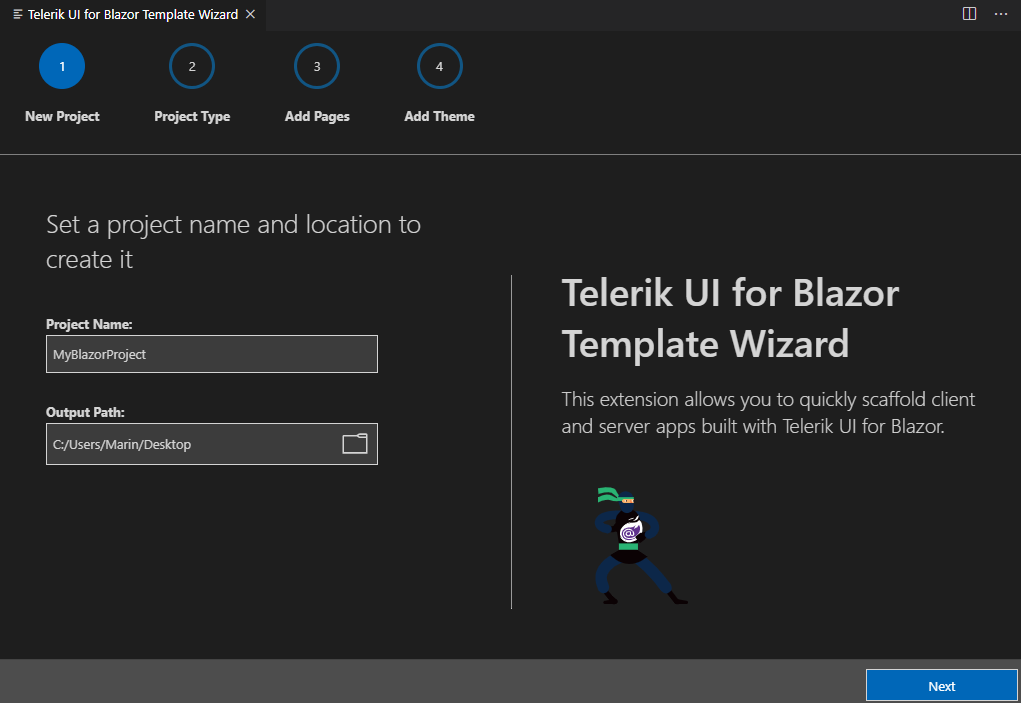 Telerik UI for Blazor Template Wizard
1
2
3
4
New Project
Project Type
Add Pages
Add Theme
Set a project name and location to
create it
Project Name:
MyBlazorProject
Output Path:
C:/Users/Marin/Desktop
Telerik UI for Blazor
Template Wizard
This extension allows you to quickly scaffold client
and server apps built with Telerik UI for Blazor.
@
Next